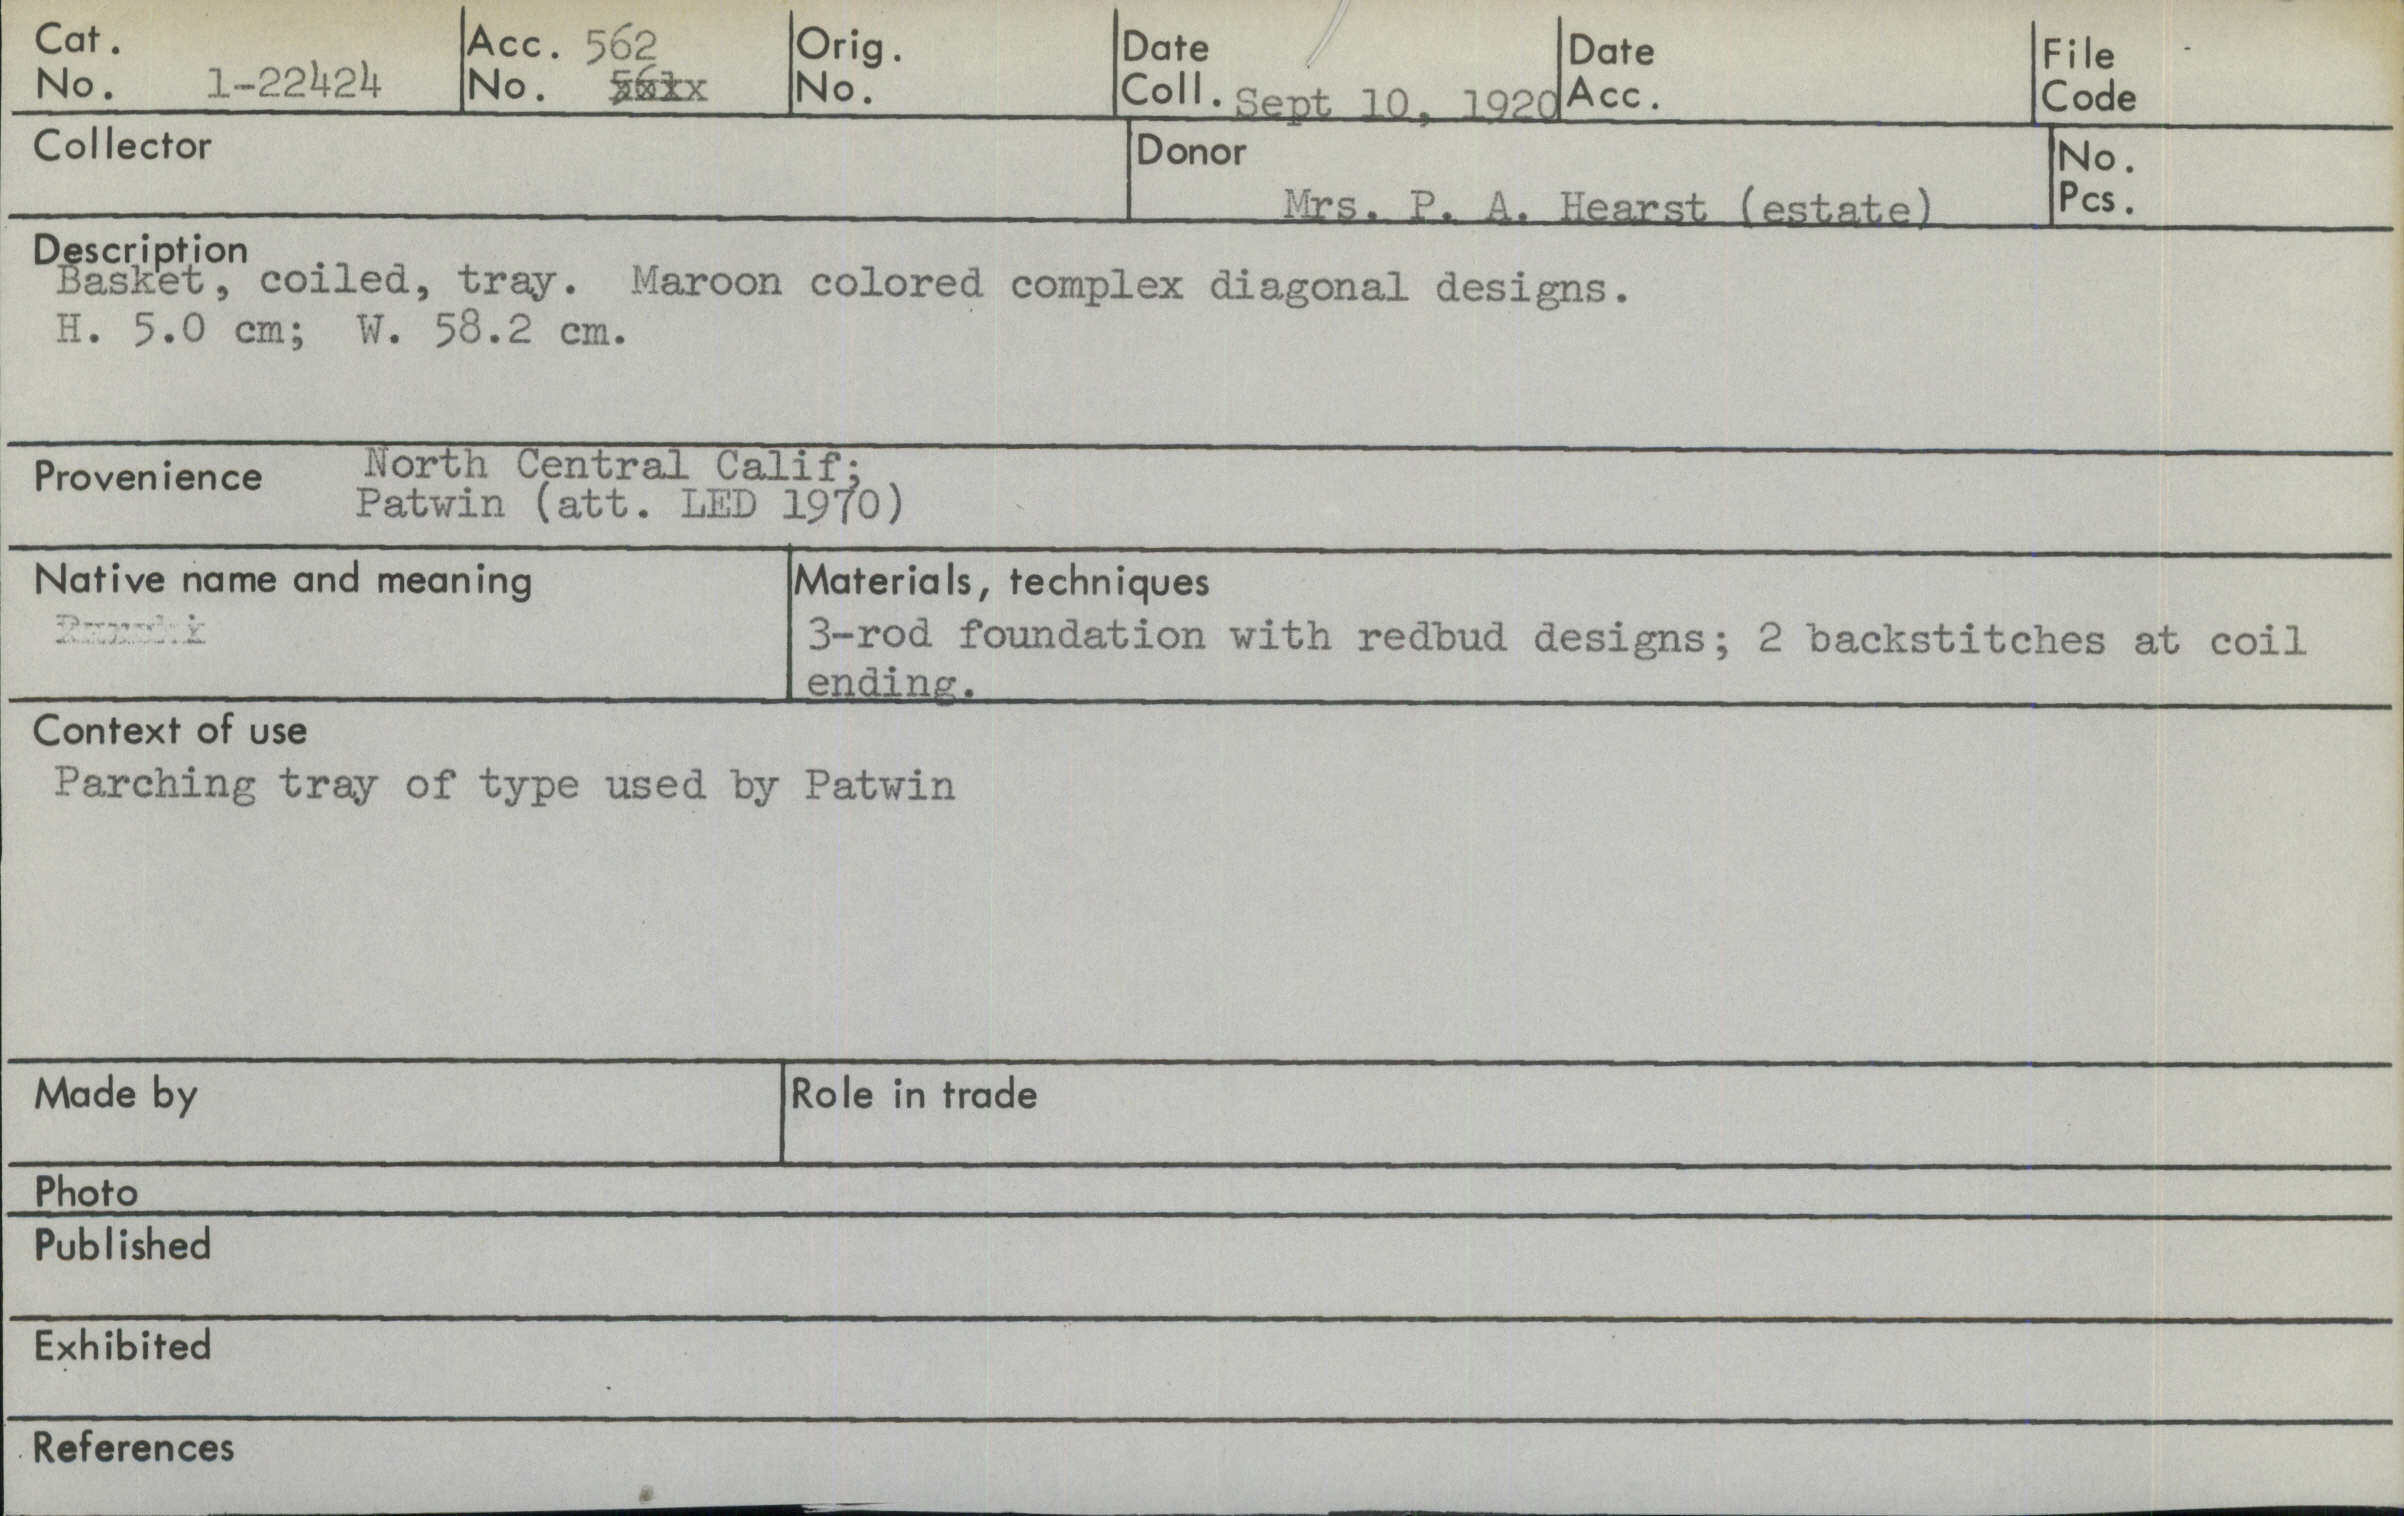 Cat. No. 1-22424
Acc. No. 562
Orig. No.
Date Coll. Sept 10, 1920
Date Acc.
File Code
Collector
Donor Mrs. P. A. Hearst (estate)
No. Pcs.
Description
Basket, coiled, tray. Maroon colored complex diagonal designs.
H. 5.0 cm; W. 58.2 cm.
Provenience North Central Calif;
Patwin (att. LED 1970)
Native name and meaning
Materials, techniques
3-rod foundation with redbud designs; 2 backstitches at coil
ending.
Context of use
Parching tray of type used by Patwin
Made by
Role in trade
Photo
Published
Exhibited
References